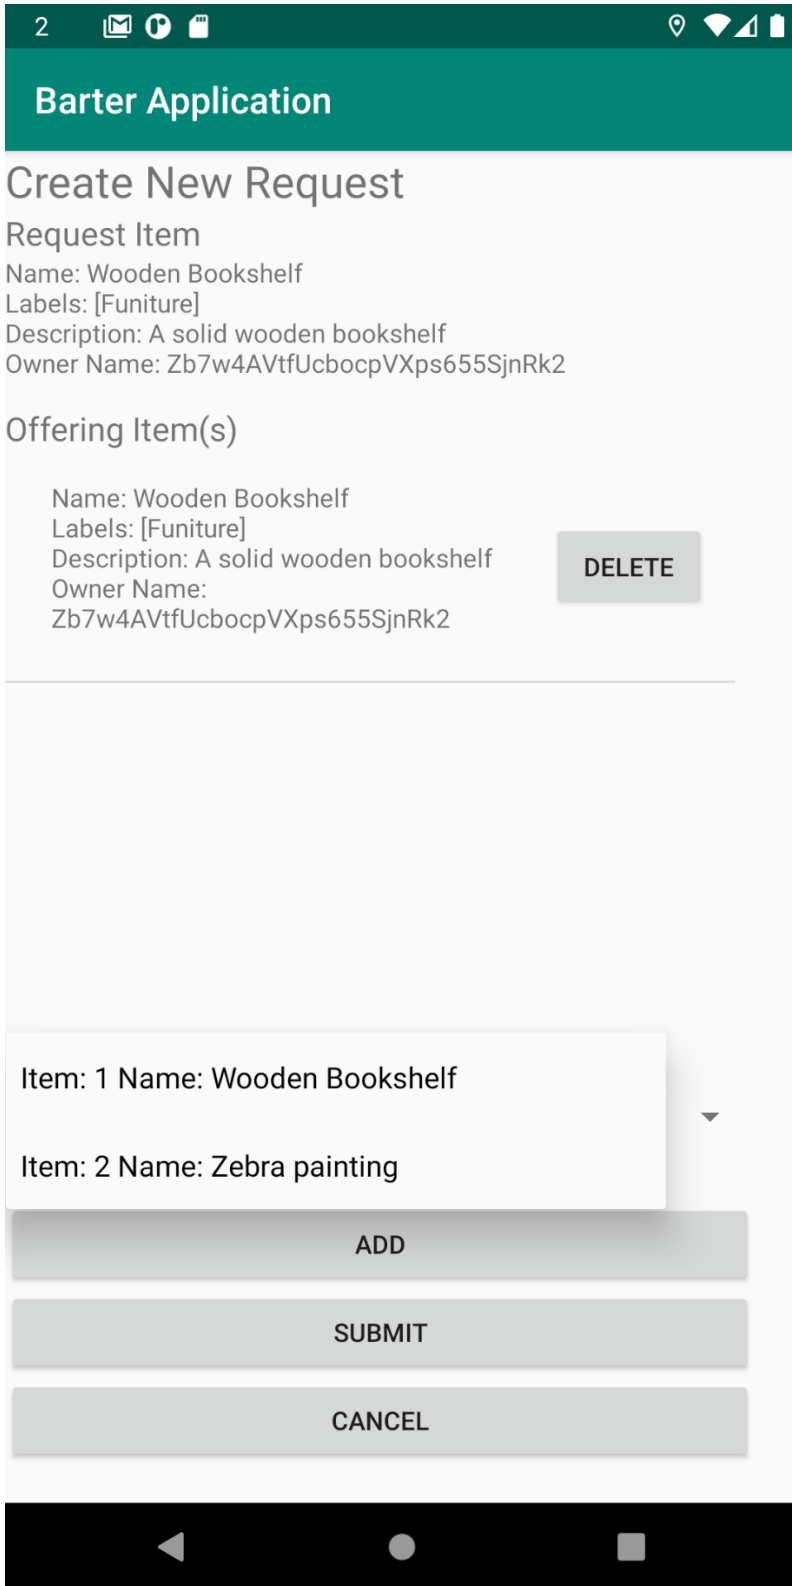 2
Barter Application
Create New Request
Request Item
Name: Wooden Bookshelf
Labels: [Funiture]
Description: A solid wooden bookshelf
Owner Name: Zb7w4AVtfUcbocpVXps655SjnRk2
Offering Item(s)
Name: Wooden Bookshelf
Labels: [Funiture]
Description: A solid wooden bookshelf
Owner Name:
Zb7w4AVtfUcbocpVXps655SjnRk2
DELETE
Item: 1 Name: Wooden Bookshelf
Item: 2 Name: Zebra painting
ADD
SUBMIT
CANCEL